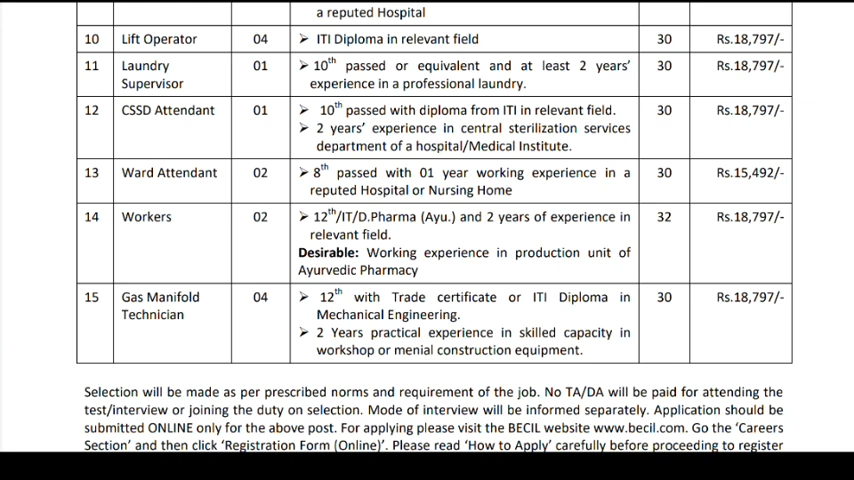 a reputed Hospital
10 Lift Operator 04 ➢ ITI Diploma in relevant field 30 Rs.18,797/-
11 Laundry Supervisor 01 ➢ 10th passed or equivalent and at least 2 years’ experience in a professional laundry. 30 Rs.18,797/-
12 CSSD Attendant 01 ➢ 10th passed with diploma from ITI in relevant field.
➢ 2 years’ experience in central sterilization services department of a hospital/Medical Institute. 30 Rs.18,797/-
13 Ward Attendant 02 ➢ 8th passed with 01 year working experience in a reputed Hospital or Nursing Home 30 Rs.15,492/-
14 Workers 02 ➢ 12th/IT/D.Pharma (Ayu.) and 2 years of experience in relevant field.
Desirable: Working experience in production unit of Ayurvedic Pharmacy 32 Rs.18,797/-
15 Gas Manifold Technician 04 ➢ 12th with Trade certificate or ITI Diploma in Mechanical Engineering.
➢ 2 Years practical experience in skilled capacity in workshop or menial construction equipment. 30 Rs.18,797/-
Selection will be made as per prescribed norms and requirement of the job. No TA/DA will be paid for attending the
test/interview or joining the duty on selection. Mode of interview will be informed separately. Application should be
submitted ONLINE only for the above post. For applying please visit the BECIL website www.becil.com. Go the ‘Careers
Section’ and then click ‘Registration Form (Online)’. Please read ‘How to Apply’ carefully before proceeding to register